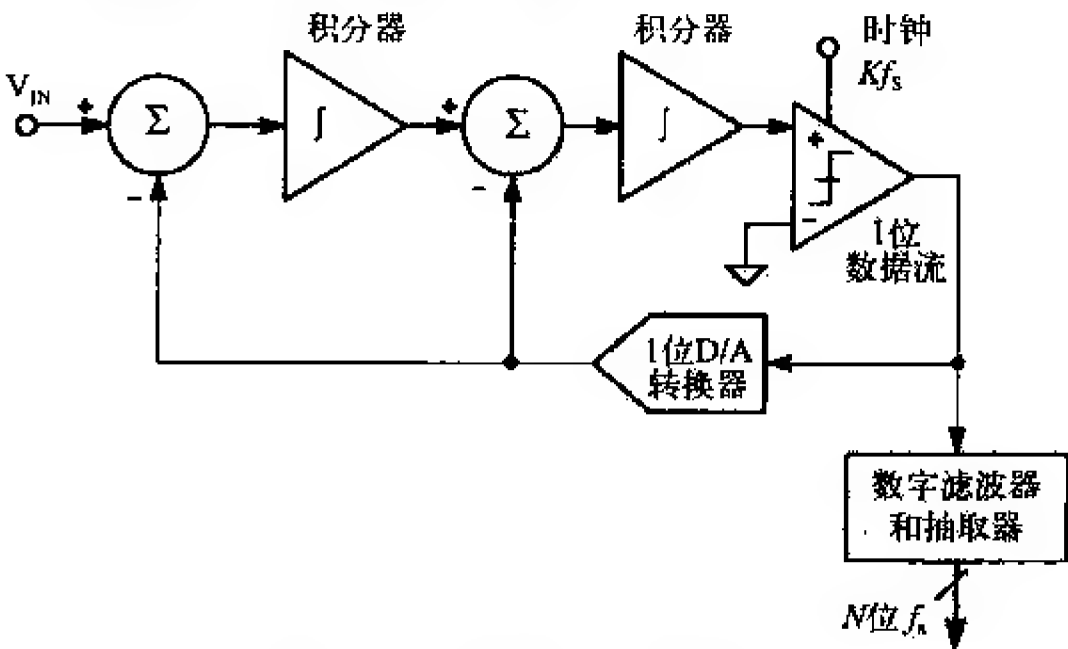 积分器
积分器
时钟
Kfs
VIN
+
Σ
∫
+
Σ
∫
+
-
-
-
1位
数据流
1位D/A
转换器
数字滤波器
和抽取器
N位 fs